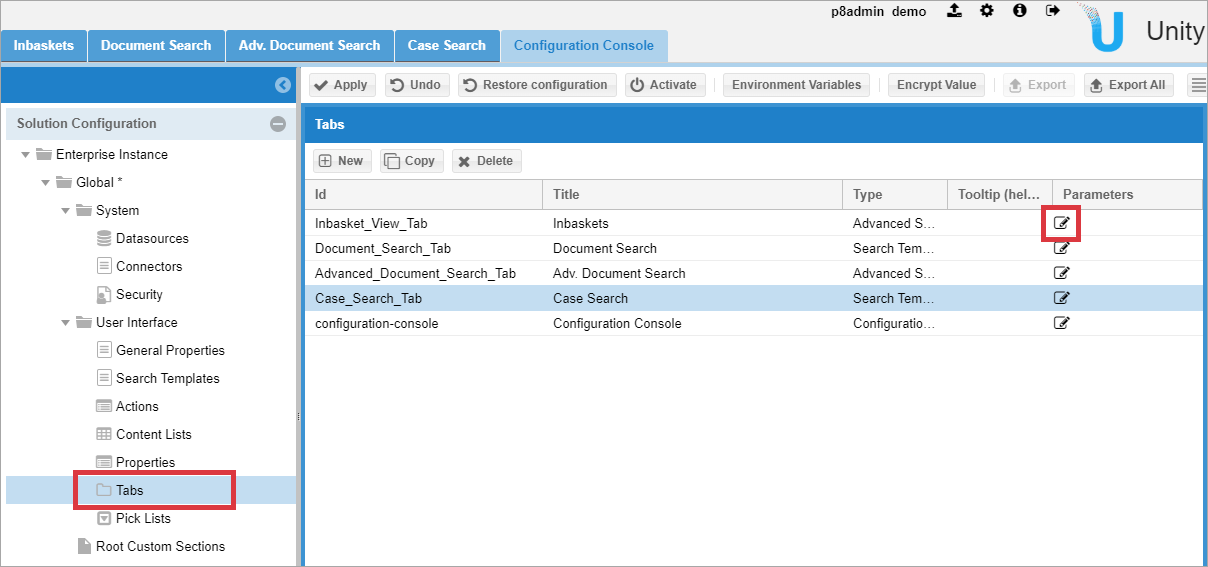 p8admin demo
Unity
Inbaskets Document Search Adv. Document Search Case Search Configuration Console
Apply Undo Restore configuration Activate Environment Variables Encrypt Value Export Export All
Solution Configuration
Enterprise Instance
Global *
System
Datasources
Connectors
Security
User Interface
General Properties
Search Templates
Actions
Content Lists
Properties
Tabs
Pick Lists
Root Custom Sections
Tabs
New Copy Delete
Id Title Type Tooltip (hel... Parameters
Inbasket_View_Tab Inbaskets Advanced S...
Document_Search_Tab Document Search Search Tem...
Advanced_Document_Search_Tab Adv. Document Search Advanced S...
Case_Search_Tab Case Search Search Tem...
configuration-console Configuration Console Configuratio...